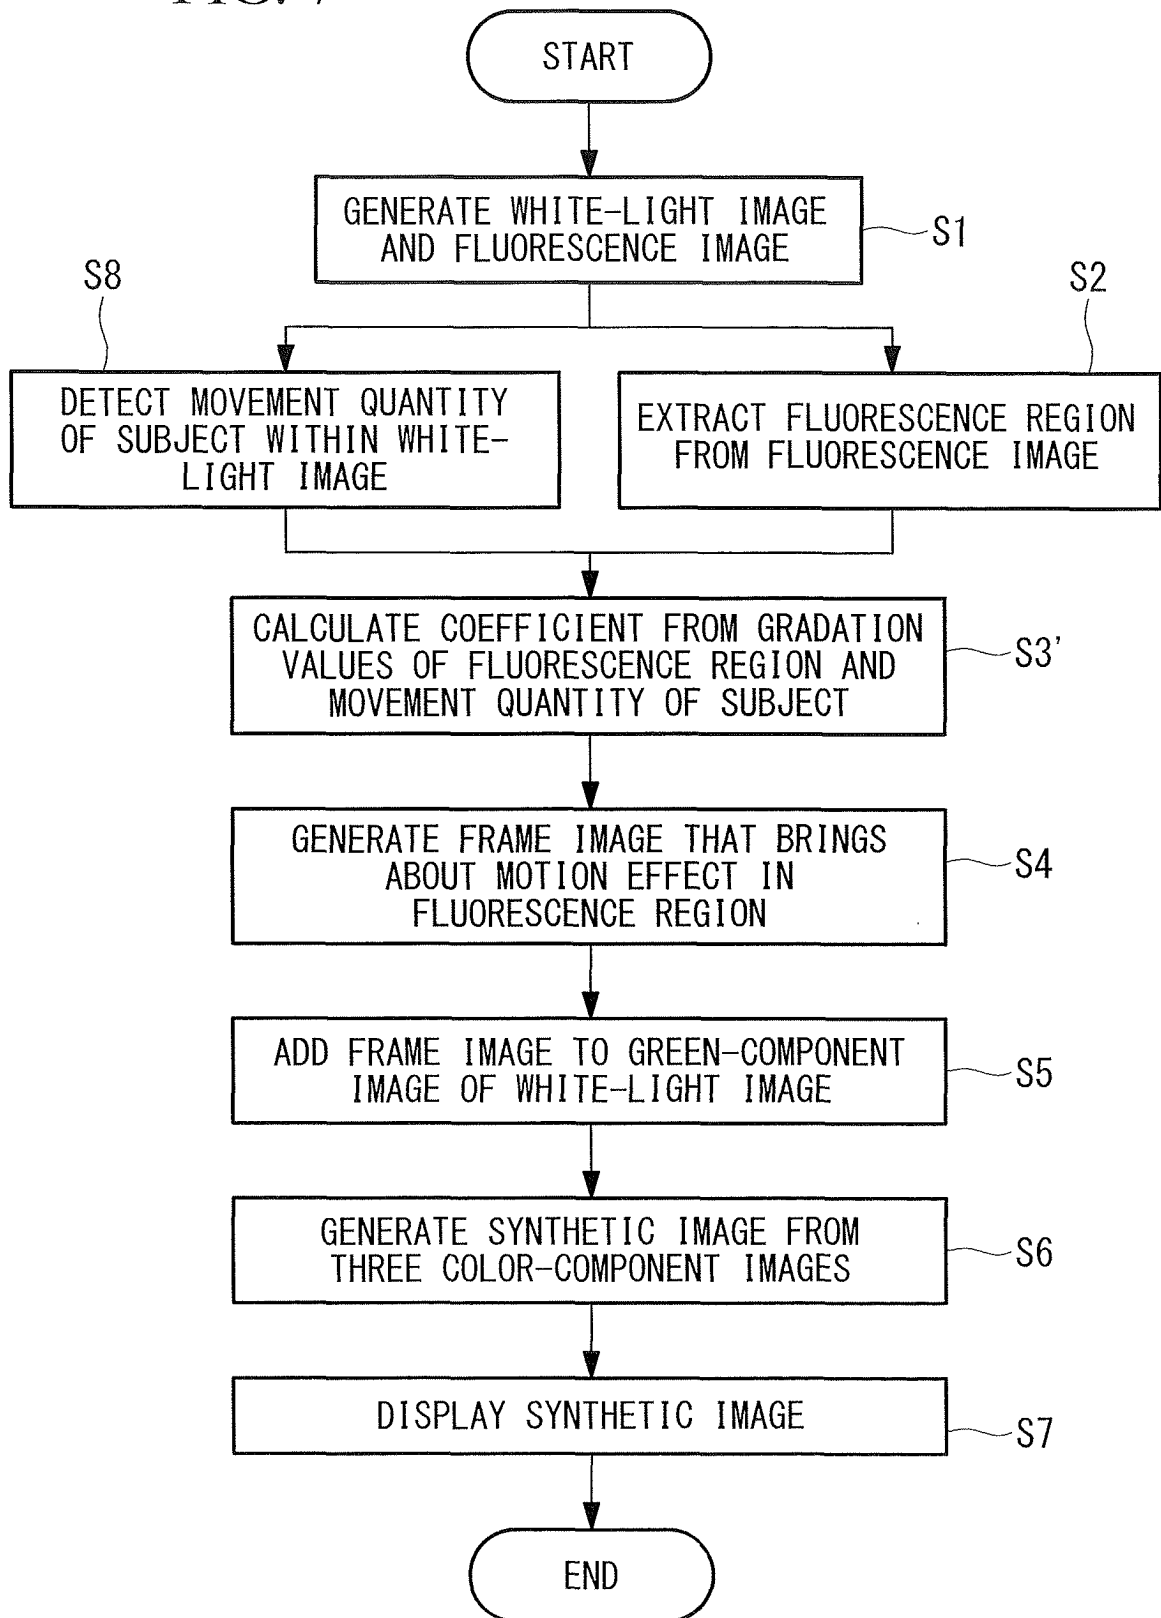 START
GENERATE WHITE-LIGHT IMAGE
AND FLUORESCENCE IMAGE
S1
S8
S2
DETECT MOVEMENT QUANTITY
OF SUBJECT WITHIN WHITE-
LIGHT IMAGE
EXTRACT FLUORESCENCE REGION
FROM FLUORESCENCE IMAGE
CALCULATE COEFFICIENT FROM GRADATION
VALUES OF FLUORESCENCE REGION AND
MOVEMENT QUANTITY OF SUBJECT
S3'
GENERATE FRAME IMAGE THAT BRINGS
ABOUT MOTION EFFECT IN
FLUORESCENCE REGION
S4
ADD FRAME IMAGE TO GREEN-COMPONENT
IMAGE OF WHITE-LIGHT IMAGE
S5
GENERATE SYNTHETIC IMAGE FROM
THREE COLOR-COMPONENT IMAGES
S6
DISPLAY SYNTHETIC IMAGE
S7
END